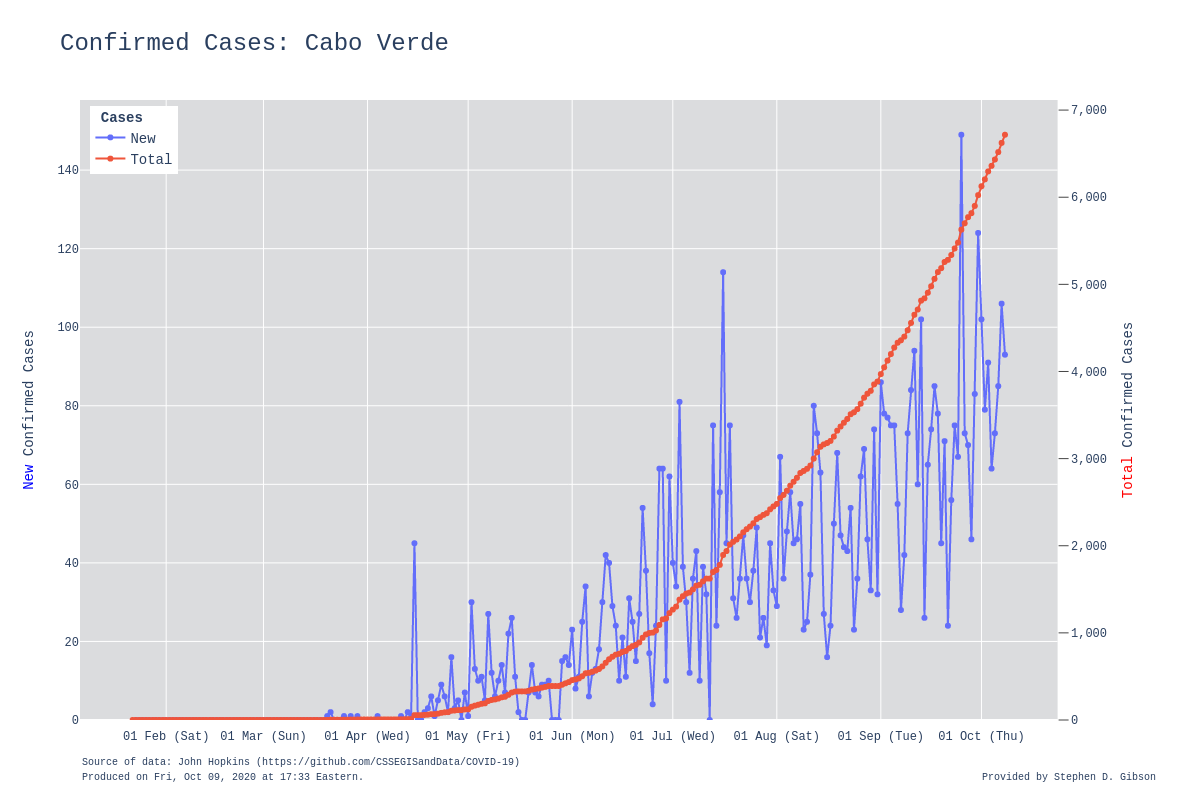 Confirmed Cases: Cabo Verde
Cases
New
Total
140
120
100
80
60
40
20
0
7,000
6,000
5,000
4,000
3,000
2,000
1,000
0
New Confirmed Cases
Total Confirmed Cases
01 Feb (Sat) 01 Mar (Sun) 01 Apr (Wed) 01 May (Fri) 01 Jun (Mon) 01 Jul (Wed) 01 Aug (Sat) 01 Sep (Tue) 01 Oct (Thu)
Source of data: John Hopkins (https://github.com/CSSEGISandData/COVID-19)
Produced on Fri, Oct 09, 2020 at 17:33 Eastern.
Provided by Stephen D. Gibson